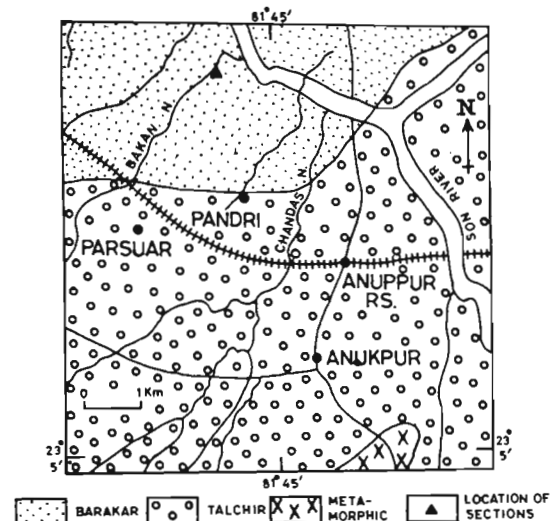 81°45'
N
BAKAN N.
CHANDAS N.
SON RIVER
PANDRI
PARSUAR
ANUPPUR
RS.
ANUKPUR
0 1 Km
23°
5'
23°
5'
81°45'
BARAKAR
TALCHIR
META-
MORPHIC
LOCATION OF
SECTIONS